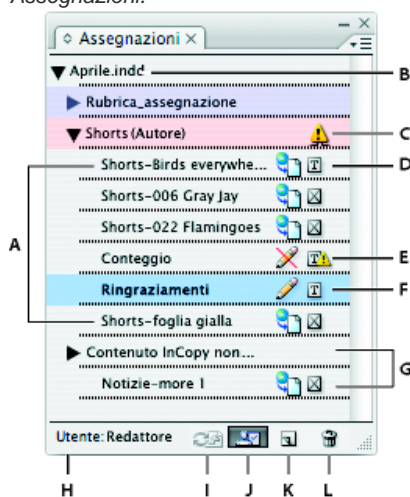 Assegnazioni.
Assegnazioni
Aprile.indd
B
Rubrica_assegnazione
Shorts (Autore)
C
Shorts-Birds everywhe...
T
D
Shorts-006 Gray Jay
Shorts-022 Flamingoes
A
Conteggio
T
E
Ringraziamenti
T
F
Shorts-foglia gialla
Contenuto InCopy non...
G
Notizie-more 1
Utente: Redattore
H I J K L